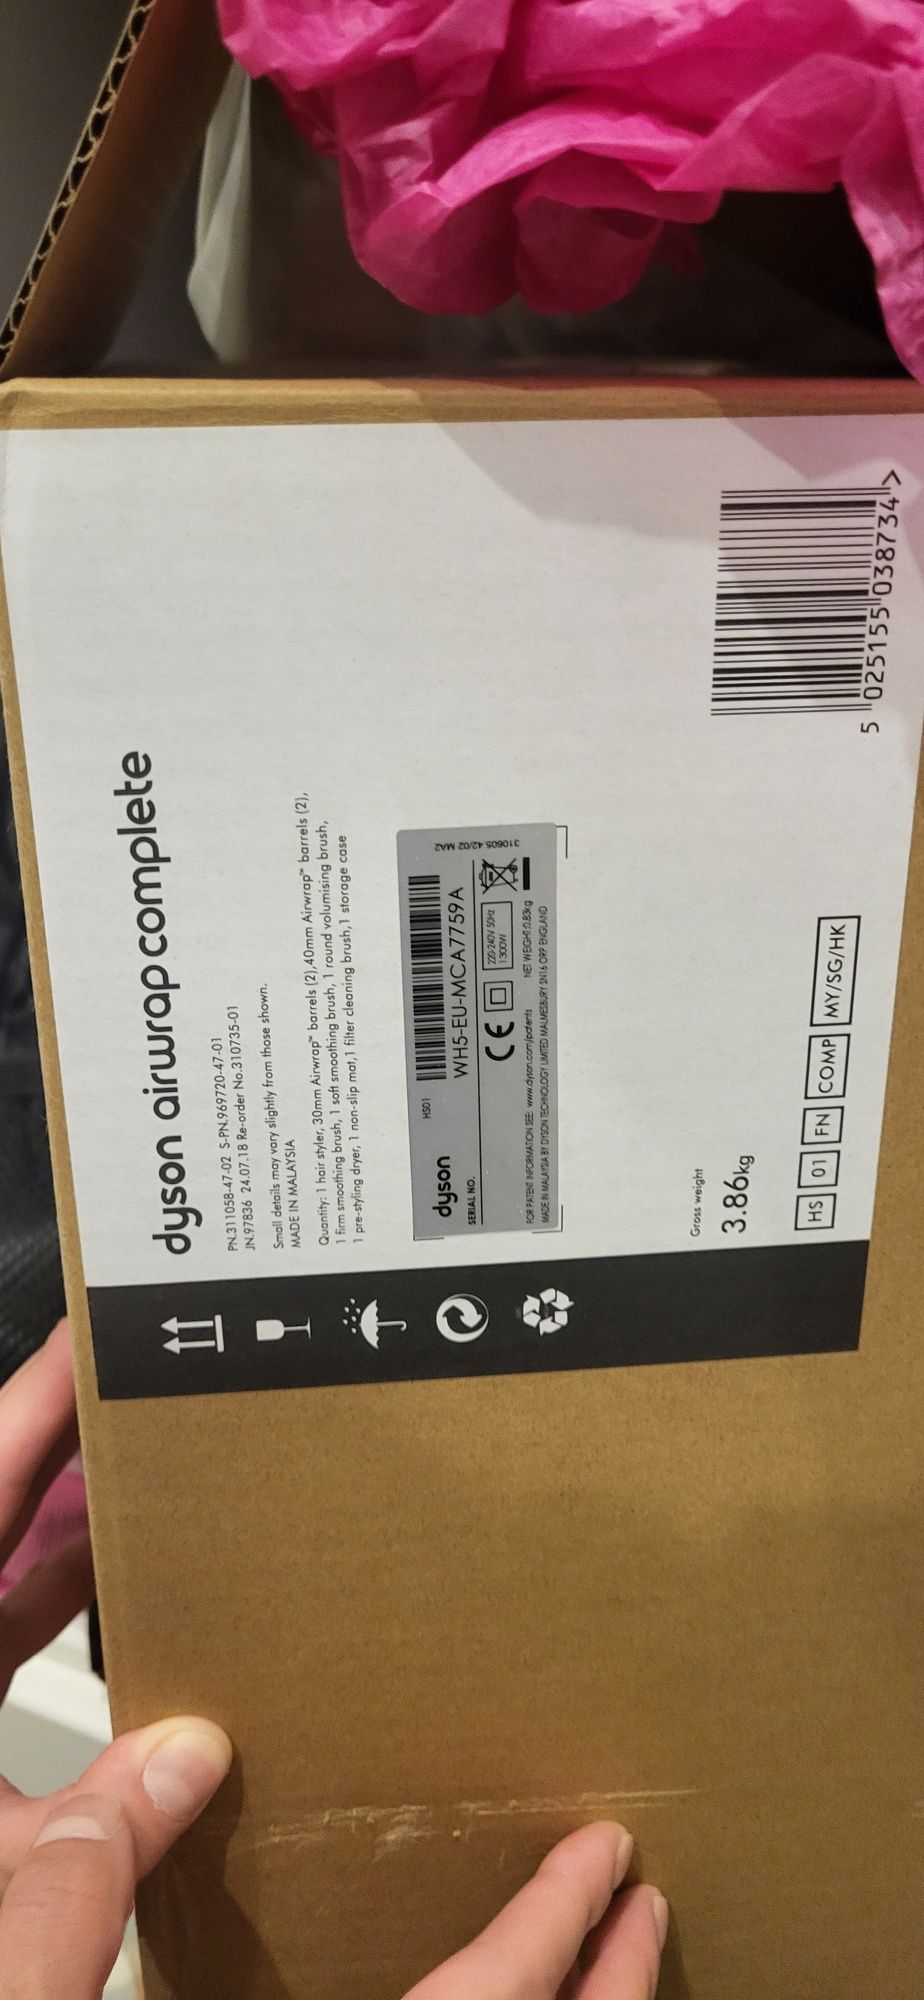 dyson airwrap complete
PN.311058-47-02 S-PN.969720-47-01
JN.97836 24.07.18 Re-order No.310735-01
Small details may vary slightly from those shown.
MADE IN MALAYSIA
Quantity: 1 hair styler, 30mm Airwrap™ barrels (2),40mm Airwrap™ barrels (2),
1 firm smoothing brush, 1 soft smoothing brush, 1 round volumising brush,
1 pre-styling dryer, 1 non-slip mat,1 filter cleaning brush,1 storage case
dyson HS01
SERIAL NO. WH5-EU-MCA7759A
CE 220-240V 50Hz
1300W
FOR PATENT INFORMATION SEE: www.dyson.com/patents NET WEIGHT:0.83kg
MADE IN MALAYSIA BY DYSON TECHNOLOGY LIMITED MALMESBURY SN16 0RP ENGLAND
310605 42/02 MA2
Gross weight
3.86kg
HS 01 FN COMP MY/SG/HK
5 025155 038734 >